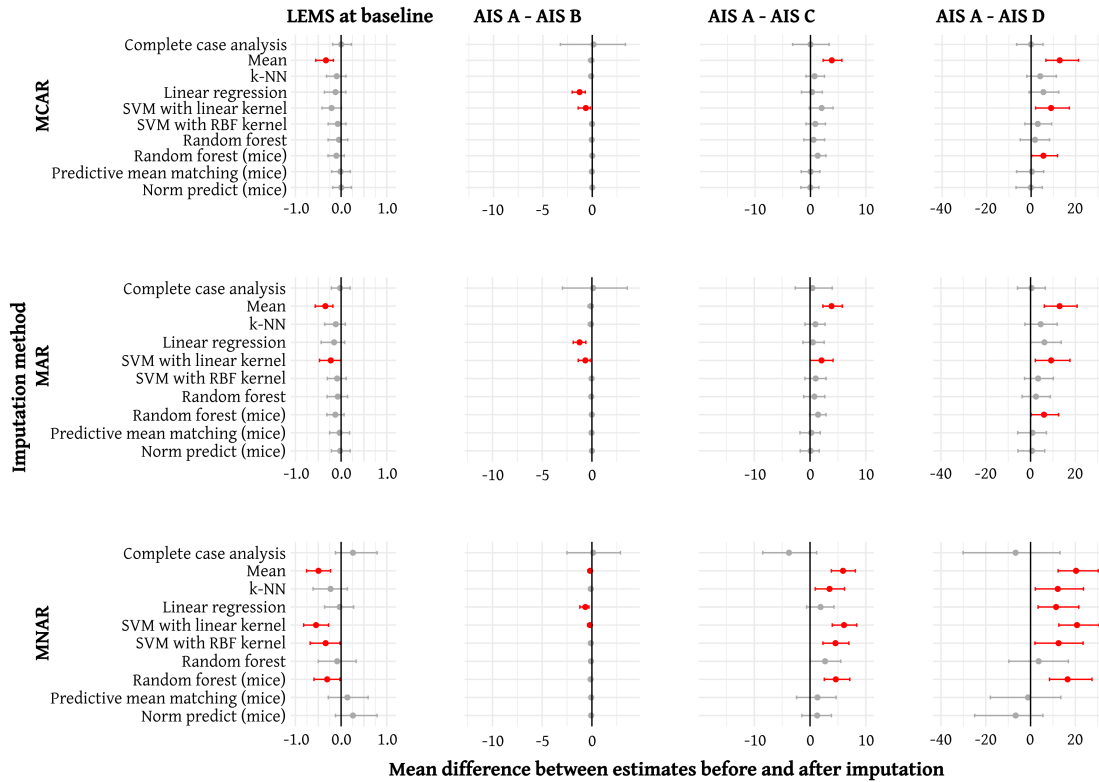 LEMS at baseline AIS A - AIS B AIS A - AIS C AIS A - AIS D
Imputation method
MCAR
Complete case analysis
Mean
k-NN
Linear regression
SVM with linear kernel
SVM with RBF kernel
Random forest
Random forest (mice)
Predictive mean matching (mice)
Norm predict (mice)
-1.0 0.0 1.0 -10 -5 0 -10 0 10 -40 -20 0 20
MAR
Complete case analysis
Mean
k-NN
Linear regression
SVM with linear kernel
SVM with RBF kernel
Random forest
Random forest (mice)
Predictive mean matching (mice)
Norm predict (mice)
-1.0 0.0 1.0 -10 -5 0 -10 0 10 -40 -20 0 20
MNAR
Complete case analysis
Mean
k-NN
Linear regression
SVM with linear kernel
SVM with RBF kernel
Random forest
Random forest (mice)
Predictive mean matching (mice)
Norm predict (mice)
-1.0 0.0 1.0 -10 -5 0 -10 0 10 -40 -20 0 20
Mean difference between estimates before and after imputation